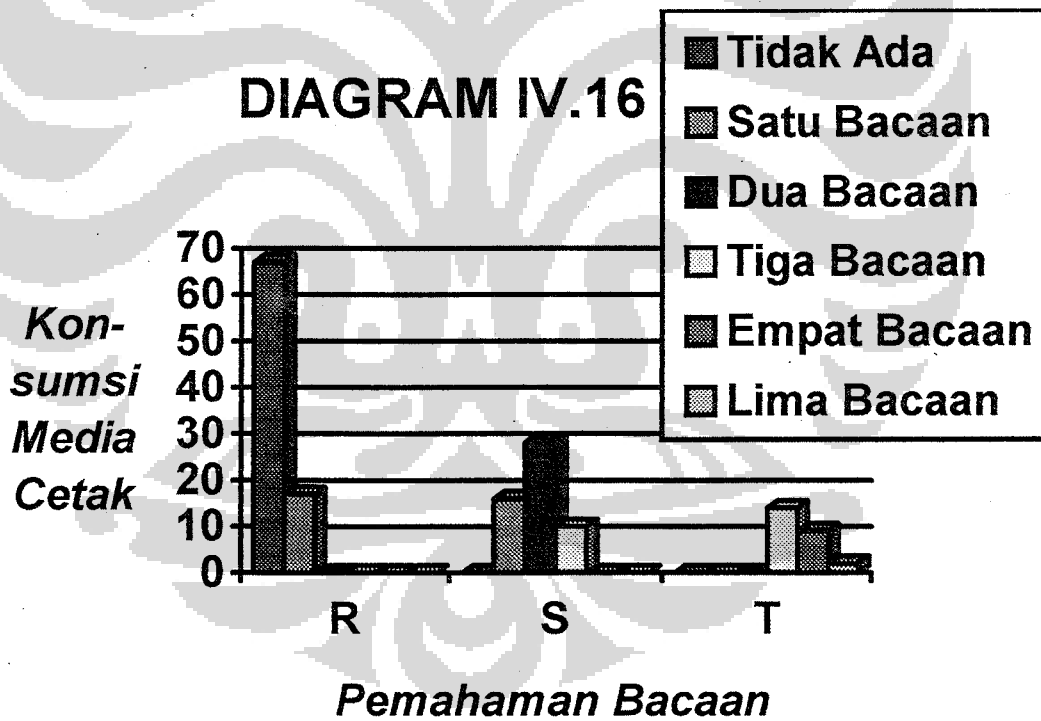 DIAGRAM IV.16
Tidak Ada
Satu Bacaan
Dua Bacaan
Tiga Bacaan
Empat Bacaan
Lima Bacaan
Kon-
sumsi
Media
Cetak
70
60
50
40
30
20
10
0
R S T
Pemahaman Bacaan